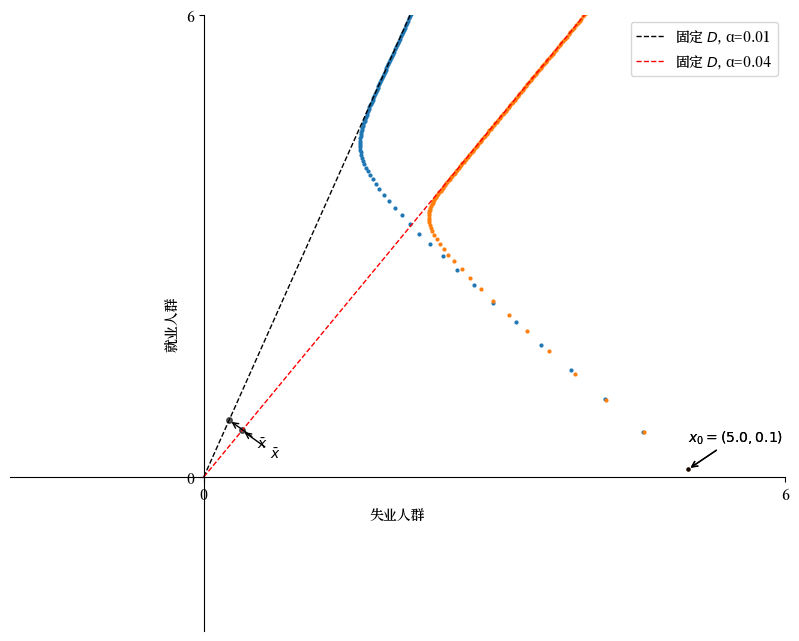 6
固定 D, α=0.01
固定 D, α=0.04
就业人群
x₀ = (5.0, 0.1)
x̄
x̄
0
0
6
失业人群